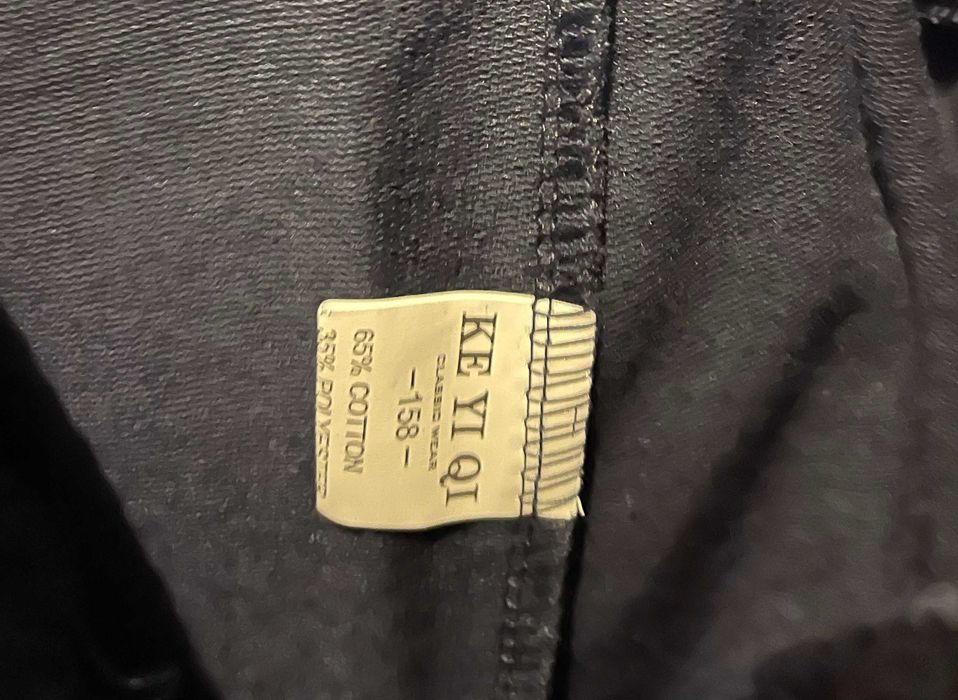 KE YI QI
CLASSIC WEAR
-158-
65% COTTON
35% POLYESTER